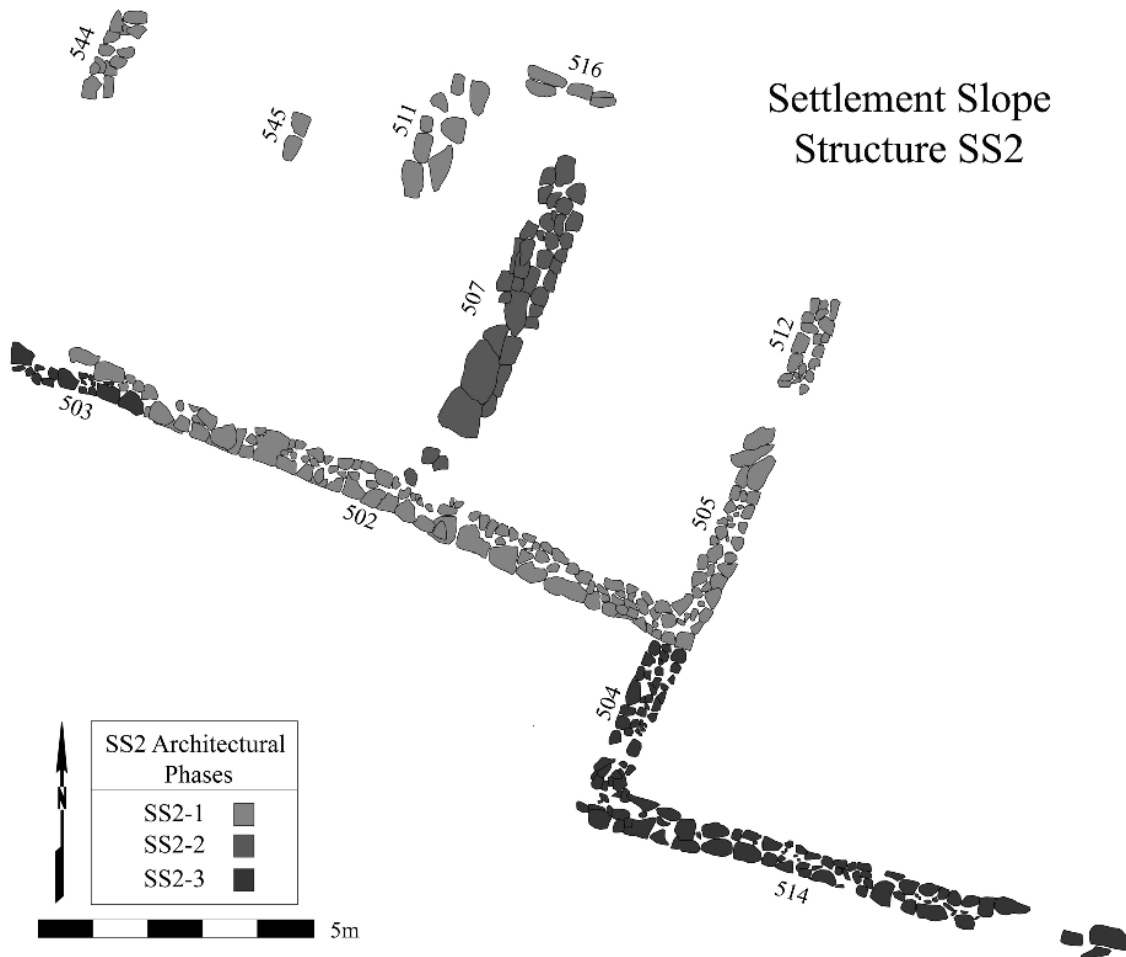 544
516
Settlement Slope
Structure SS2
545
511
507
512
503
502
505
504
514
N
SS2 Architectural
Phases
SS2-1
SS2-2
SS2-3
5m